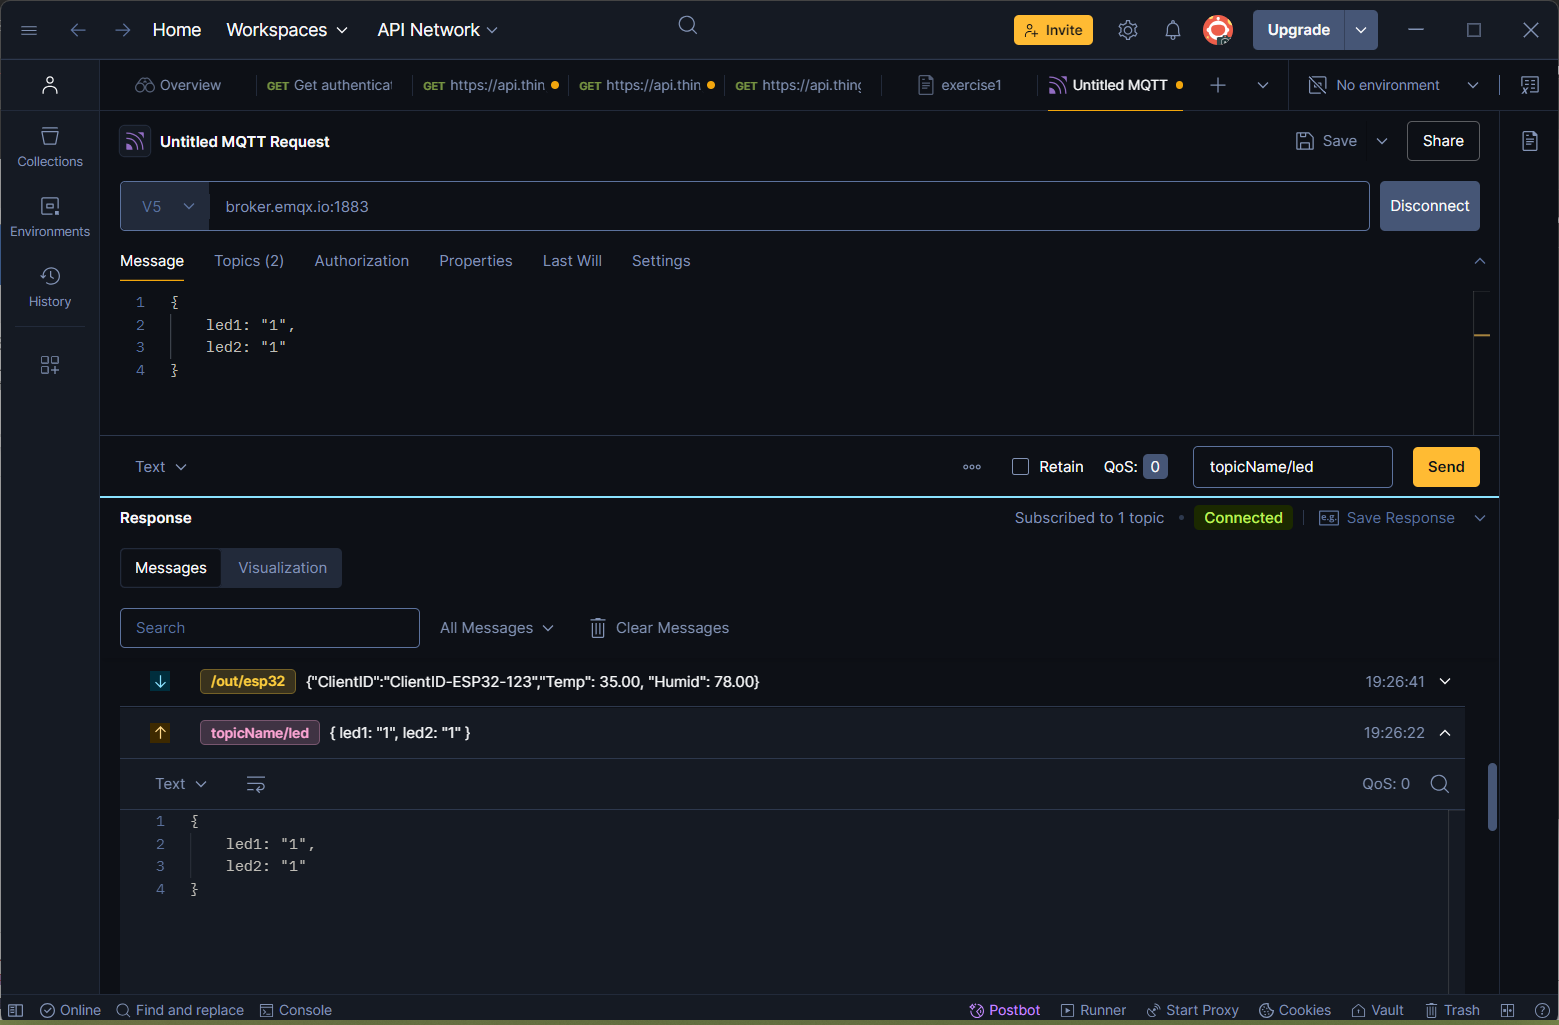 Home Workspaces API Network Invite Upgrade
Overview GET Get authenticat GET https://api.thin GET https://api.thin GET https://api.thing exercise1 Untitled MQTT No environment
Untitled MQTT Request Save Share
Collections
V5 broker.emqx.io:1883 Disconnect
Environments
Message Topics (2) Authorization Properties Last Will Settings
History
1 {
2 led1: "1",
3 led2: "1"
4 }
Text Retain QoS: 0 topicName/led Send
Response Subscribed to 1 topic Connected e.g. Save Response
Messages Visualization
Search All Messages Clear Messages
/out/esp32 {"ClientID":"ClientID-ESP32-123","Temp": 35.00, "Humid": 78.00} 19:26:41
topicName/led { led1: "1", led2: "1" } 19:26:22
Text QoS: 0
1 {
2 led1: "1",
3 led2: "1"
4 }
Online Find and replace Console Postbot Runner Start Proxy Cookies Vault Trash